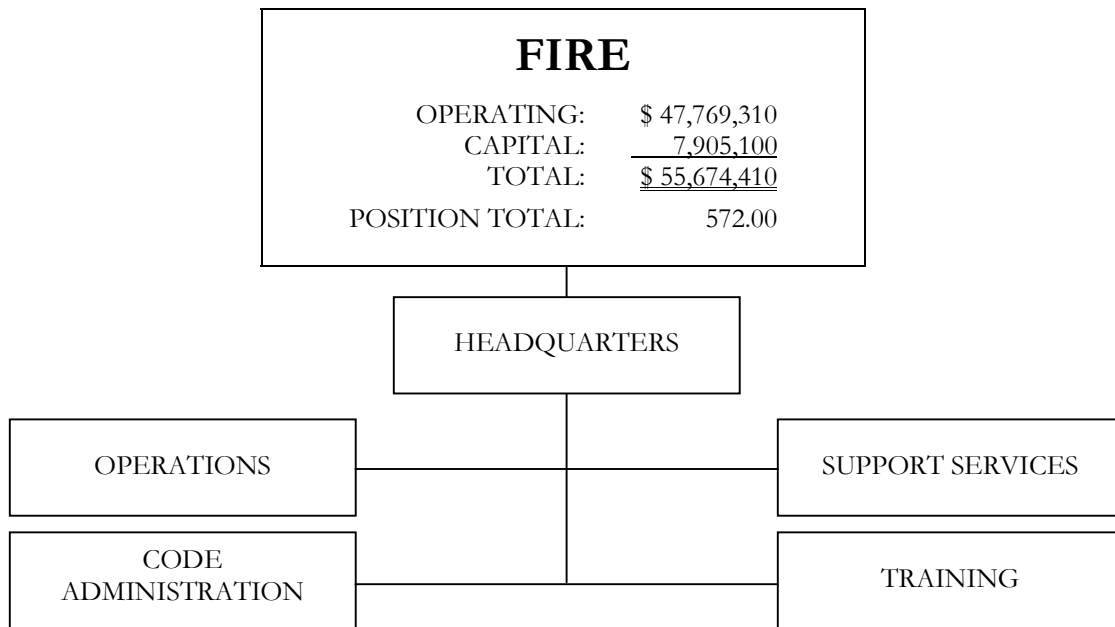 FIRE
OPERATING: $ 47,769,310
CAPITAL: 7,905,100
TOTAL: $ 55,674,410
POSITION TOTAL: 572.00
HEADQUARTERS
OPERATIONS
SUPPORT SERVICES
CODE
ADMINISTRATION
TRAINING